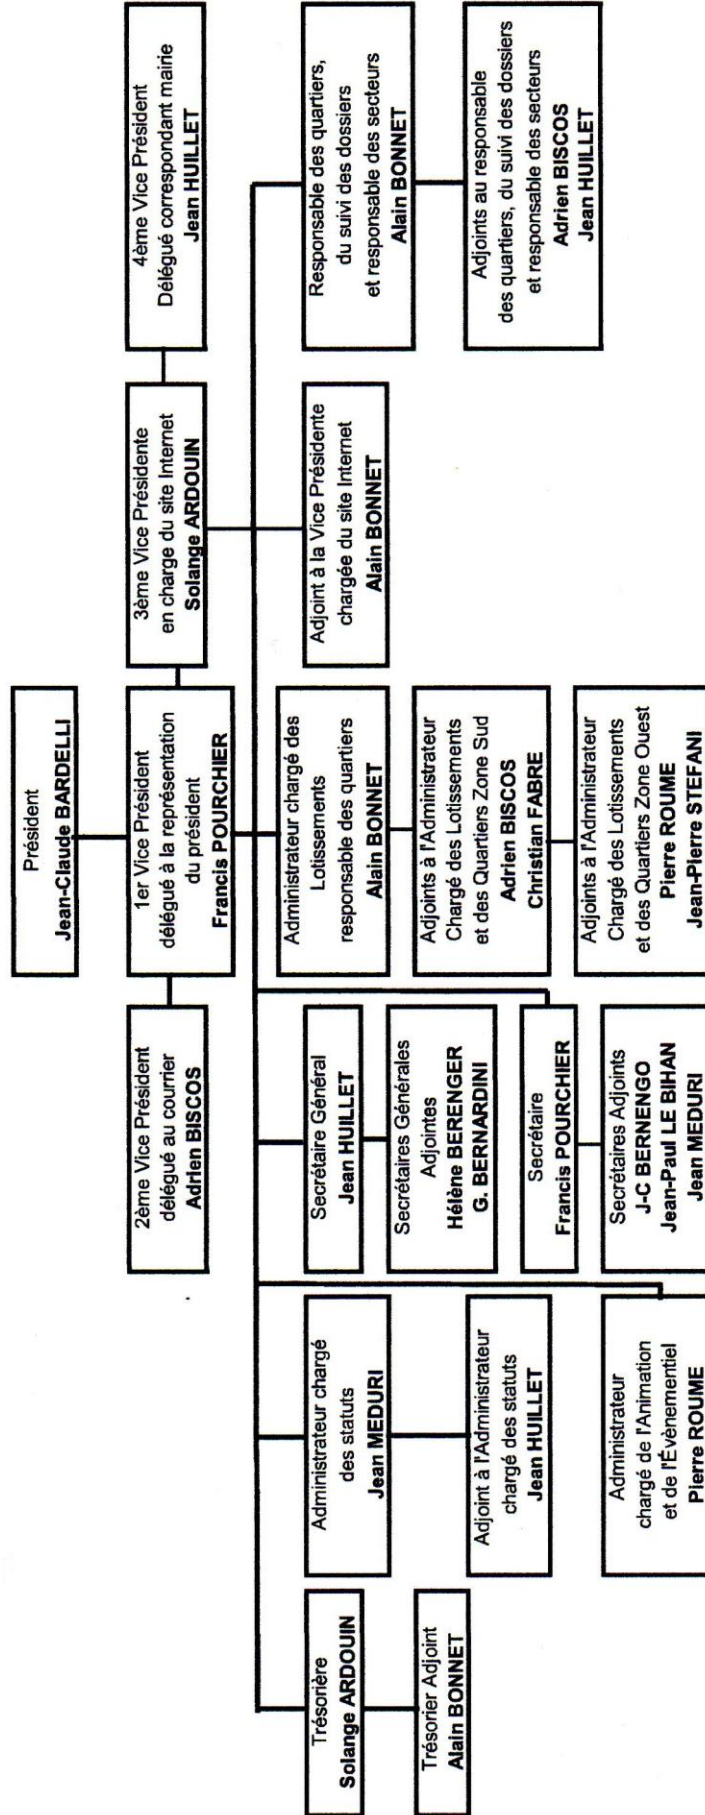 Président
Jean-Claude BARDELLI
2ème Vice Président
délégué au courrier
Adrien BISCOS
1er Vice Président
délégué à la représentation
du président
Francis POURCHIER
3ème Vice Présidente
en charge du site Internet
Solange ARDOUIN
4ème Vice Président
Délégué correspondant mairie
Jean HUILLET
Trésorière
Solange ARDOUIN
Trésorier Adjoint
Alain BONNET
Administrateur chargé
des statuts
Jean MEDURI
Adjoint à l'Administrateur
chargé des statuts
Jean HUILLET
Administrateur
chargé de l'Animation
et de l'Évènementiel
Pierre ROUME
Secrétaire Général
Jean HUILLET
Secrétaires Générales
Adjointes
Hélène BERENGER
G. BERNARDINI
Secrétaire
Francis POURCHIER
Secrétaires Adjoints
J-C BERNENGO
Jean-Paul LE BIHAN
Jean MEDURI
Administrateur chargé des
Lotissements
responsable des quartiers
Alain BONNET
Adjoints à l'Administrateur
Chargé des Lotissements
et des Quartiers Zone Sud
Adrien BISCOS
Christian FABRE
Adjoints à l'Administrateur
Chargé des Lotissements
et des Quartiers Zone Ouest
Pierre ROUME
Jean-Pierre STEFANI
Adjoint à la Vice Présidente
chargée du site Internet
Alain BONNET
Responsable des quartiers,
du suivi des dossiers
et responsable des secteurs
Alain BONNET
Adjoints au responsable
des quartiers, du suivi des dossiers
et responsable des secteurs
Adrien BISCOS
Jean HUILLET